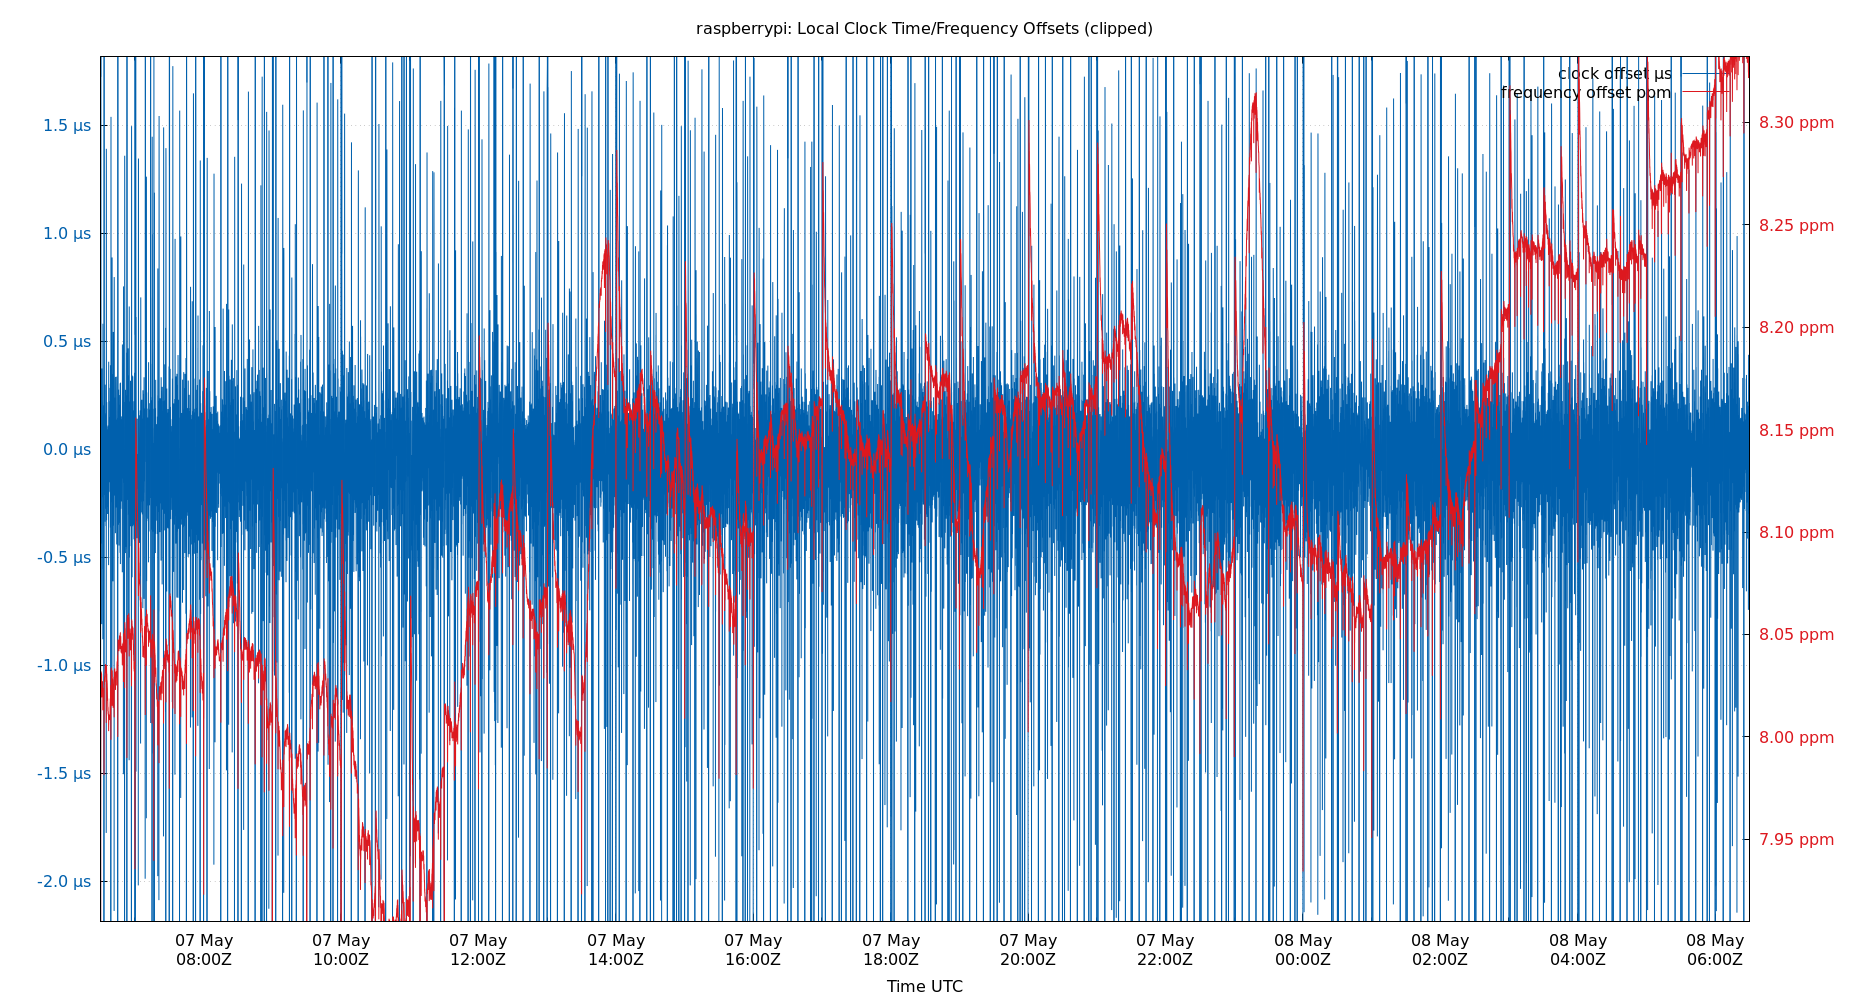 raspberrypi: Local Clock Time/Frequency Offsets (clipped)
clock offset µs
frequency offset ppm
1.5 µs
1.0 µs
0.5 µs
0.0 µs
-0.5 µs
-1.0 µs
-1.5 µs
-2.0 µs
8.30 ppm
8.25 ppm
8.20 ppm
8.15 ppm
8.10 ppm
8.05 ppm
8.00 ppm
7.95 ppm
07 May 07 May 07 May 07 May 07 May 07 May 07 May 07 May 08 May 08 May 08 May 08 May
08:00Z 10:00Z 12:00Z 14:00Z 16:00Z 18:00Z 20:00Z 22:00Z 00:00Z 02:00Z 04:00Z 06:00Z
Time UTC